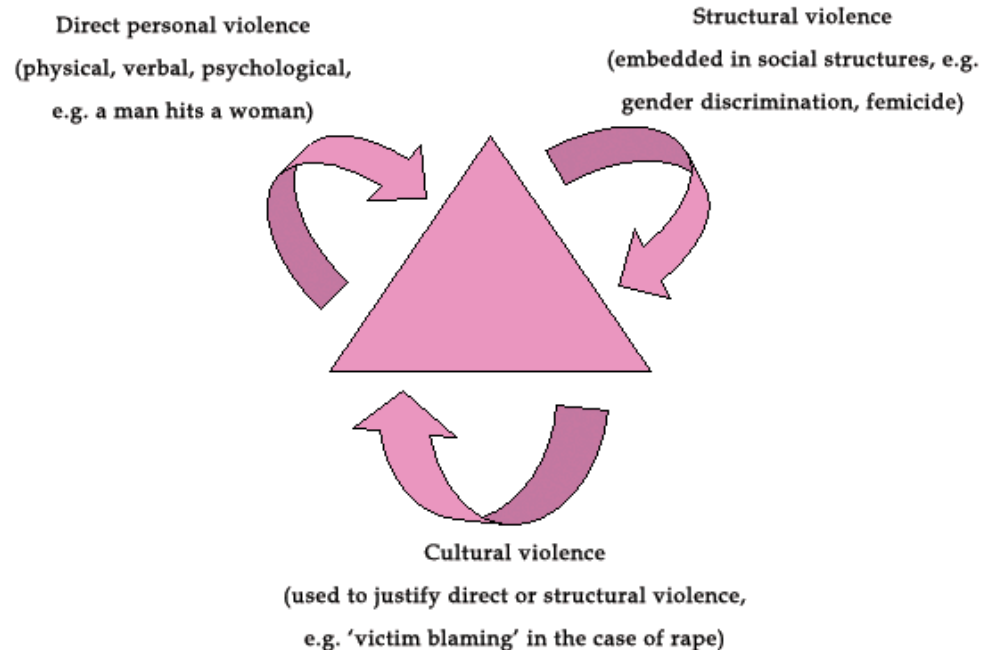 Direct personal violence
(physical, verbal, psychological,
e.g. a man hits a woman)
Structural violence
(embedded in social structures, e.g.
gender discrimination, femicide)
Cultural violence
(used to justify direct or structural violence,
e.g. ‘victim blaming’ in the case of rape)